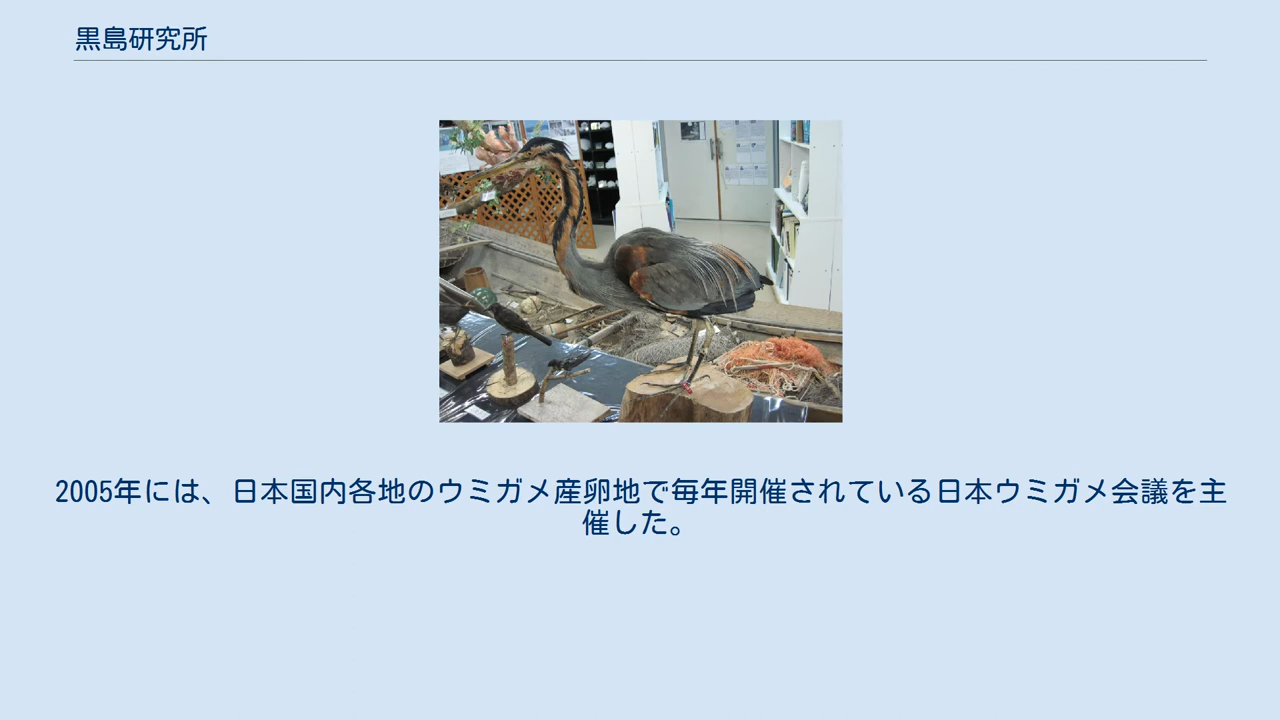 黒島研究所
2005年には、日本国内各地のウミガメ産卵地で毎年開催されている日本ウミガメ会議を主
催した。